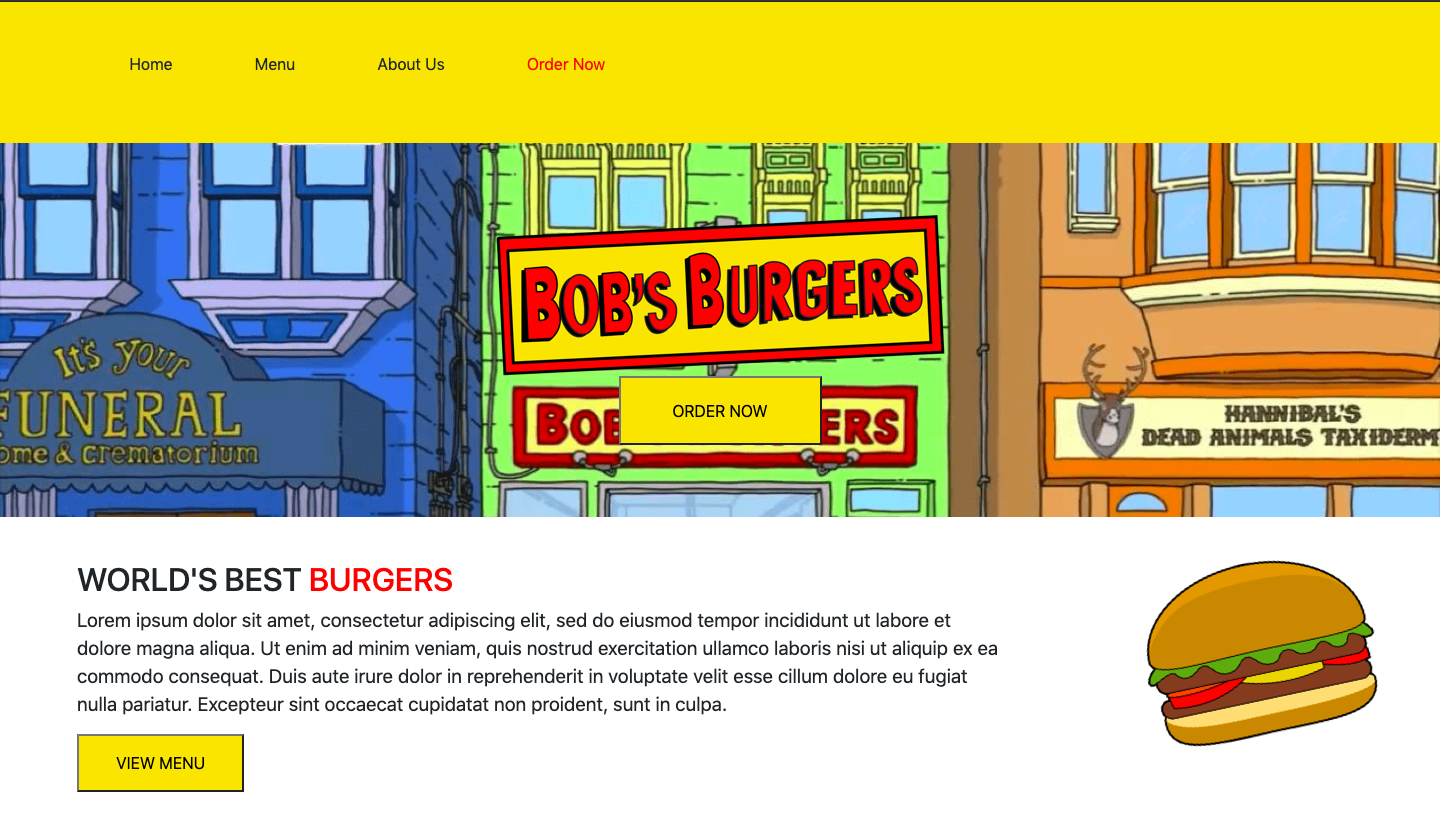 Home Menu About Us Order Now
BOB'S BURGERS
It's your
FUNERAL
ome & Crematorium
ORDER NOW
BOB ERS
HANNIBAL'S
DEAD ANIMALS TAXIDERM
WORLD'S BEST BURGERS
Lorem ipsum dolor sit amet, consectetur adipiscing elit, sed do eiusmod tempor incididunt ut labore et
dolore magna aliqua. Ut enim ad minim veniam, quis nostrud exercitation ullamco laboris nisi ut aliquip ex ea
commodo consequat. Duis aute irure dolor in reprehenderit in voluptate velit esse cillum dolore eu fugiat
nulla pariatur. Excepteur sint occaecat cupidatat non proident, sunt in culpa.
VIEW MENU